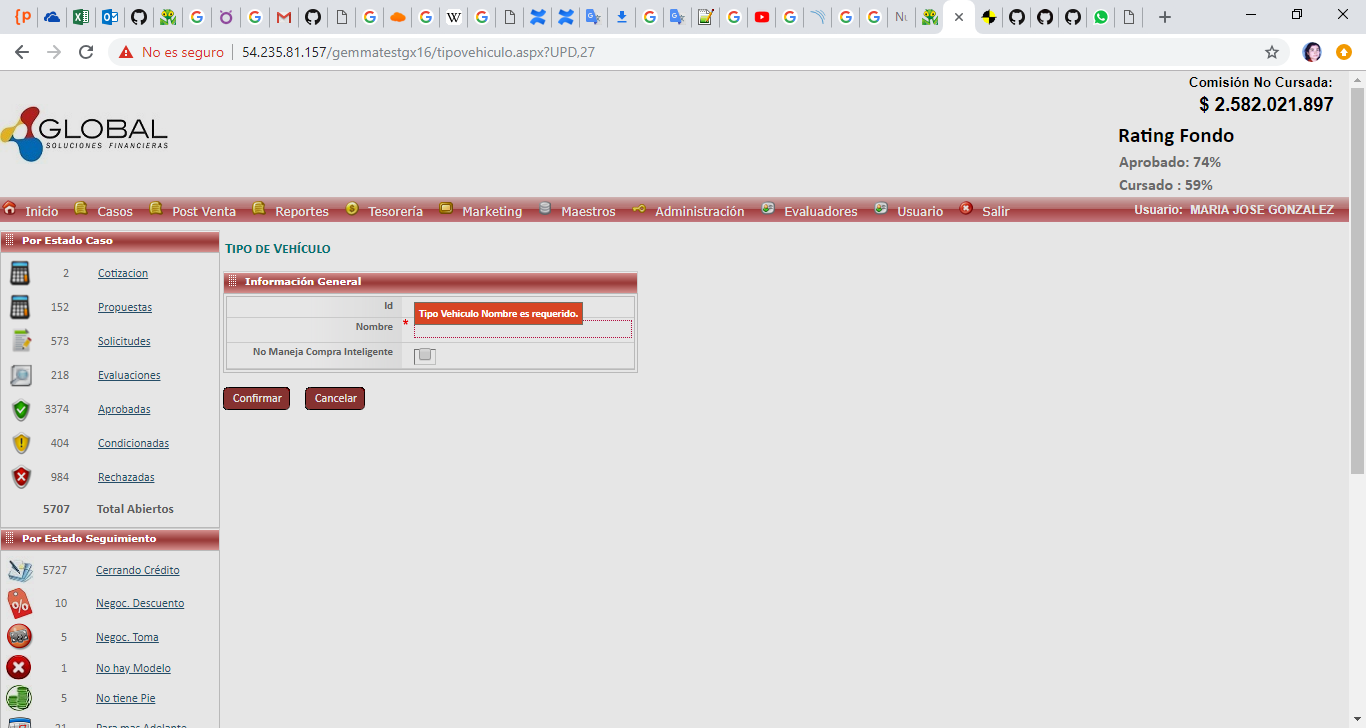 No es seguro
54.235.81.157/gemmatestgx16/tipovehiculo.aspx?UPD,27
Comisión No Cursada:
$ 2.582.021.897
GLOBAL
SOLUCIONES FINANCIERAS
Rating Fondo
Aprobado: 74%
Cursado : 59%
Inicio Casos Post Venta Reportes Tesorería Marketing Maestros Administración Evaluadores Usuario Salir Usuario: MARIA JOSE GONZALEZ
Por Estado Caso
2 Cotizacion
152 Propuestas
573 Solicitudes
218 Evaluaciones
3374 Aprobadas
404 Condicionadas
984 Rechazadas
5707 Total Abiertos
Por Estado Seguimiento
5727 Cerrando Crédito
10 Negoc. Descuento
5 Negoc. Toma
1 No hay Modelo
5 No tiene Pie
21 Para mas Adelante
TIPO DE VEHÍCULO
Información General
Id
Tipo Vehiculo Nombre es requerido.
Nombre *
No Maneja Compra Inteligente
Confirmar Cancelar